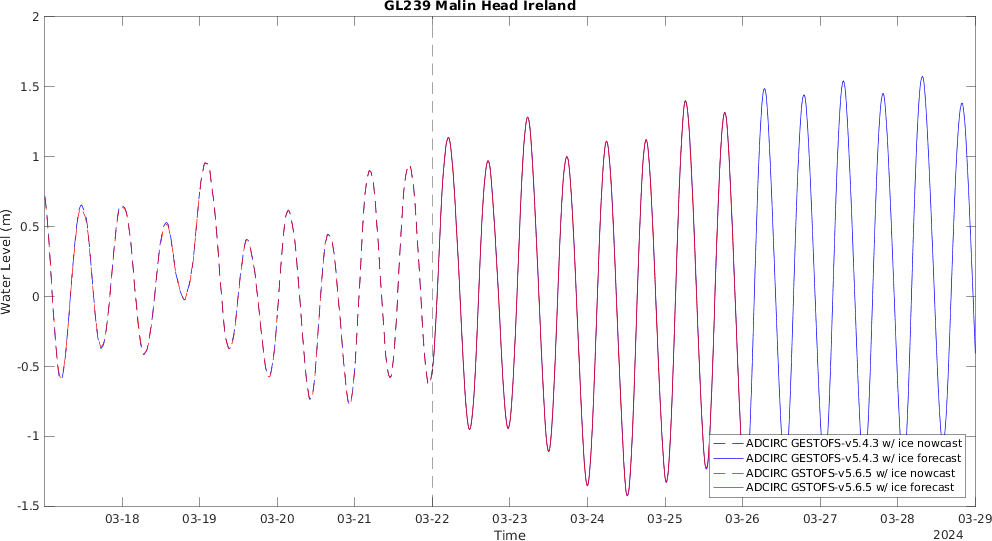 GL239 Malin Head Ireland
2
1.5
1
0.5
0
-0.5
-1
-1.5
Water Level (m)
ADCIRC GESTOFS-v5.4.3 w/ ice nowcast
ADCIRC GESTOFS-v5.4.3 w/ ice forecast
ADCIRC GSTOFS-v5.6.5 w/ ice nowcast
ADCIRC GSTOFS-v5.6.5 w/ ice forecast
03-18 03-19 03-20 03-21 03-22 03-23 03-24 03-25 03-26 03-27 03-28 03-29
Time
2024